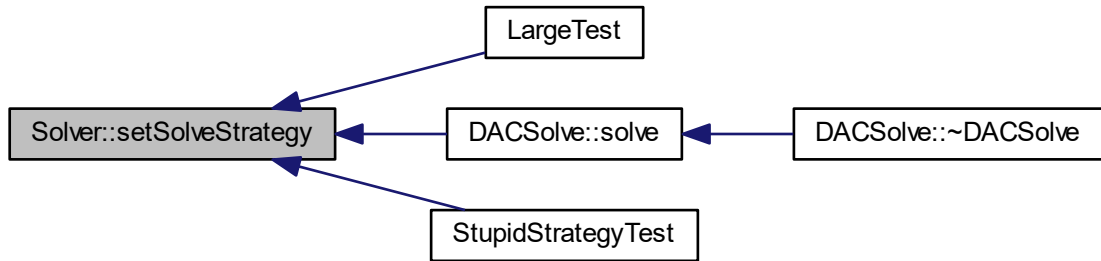 LargeTest
Solver::setSolveStrategy
DACSolve::solve
DACSolve::~DACSolve
StupidStrategyTest